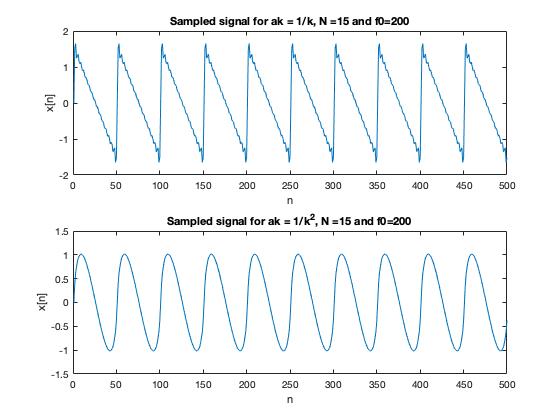 Sampled signal for ak = 1/k, N =15 and f0=200
2
1
0
-1
-2
x[n]
0 50 100 150 200 250 300 350 400 450 500
n
Sampled signal for ak = 1/k², N =15 and f0=200
1.5
1
0.5
0
-0.5
-1
-1.5
x[n]
0 50 100 150 200 250 300 350 400 450 500
n